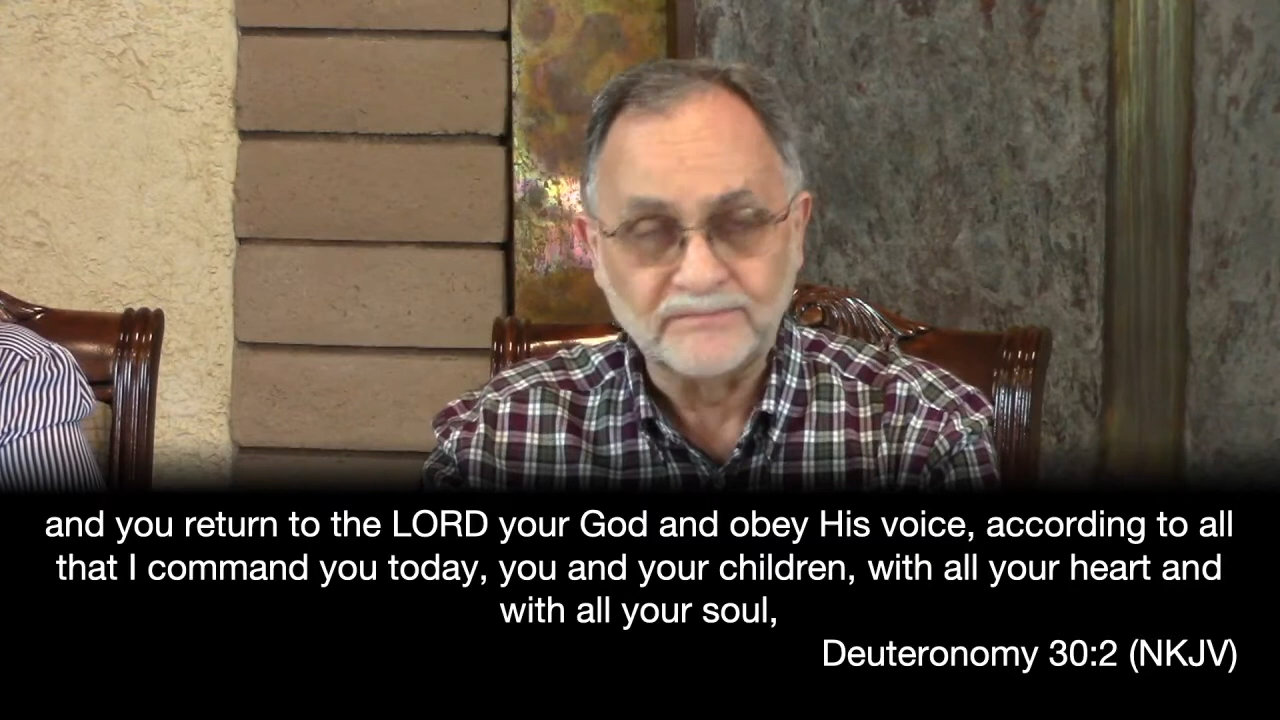 and you return to the LORD your God and obey His voice, according to all
that I command you today, you and your children, with all your heart and
with all your soul,
Deuteronomy 30:2 (NKJV)